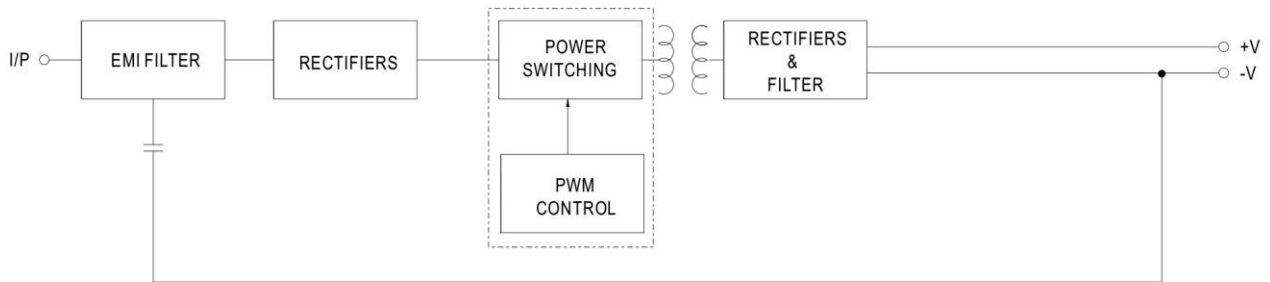 I/P
EMI FILTER
RECTIFIERS
POWER
SWITCHING
PWM
CONTROL
RECTIFIERS
&
FILTER
+V
-V